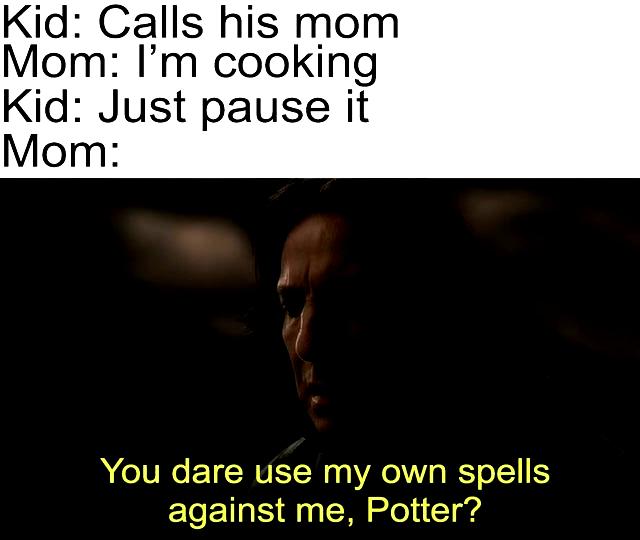 Kid: Calls his mom
Mom: I’m cooking
Kid: Just pause it
Mom:
You dare use my own spells
against me, Potter?